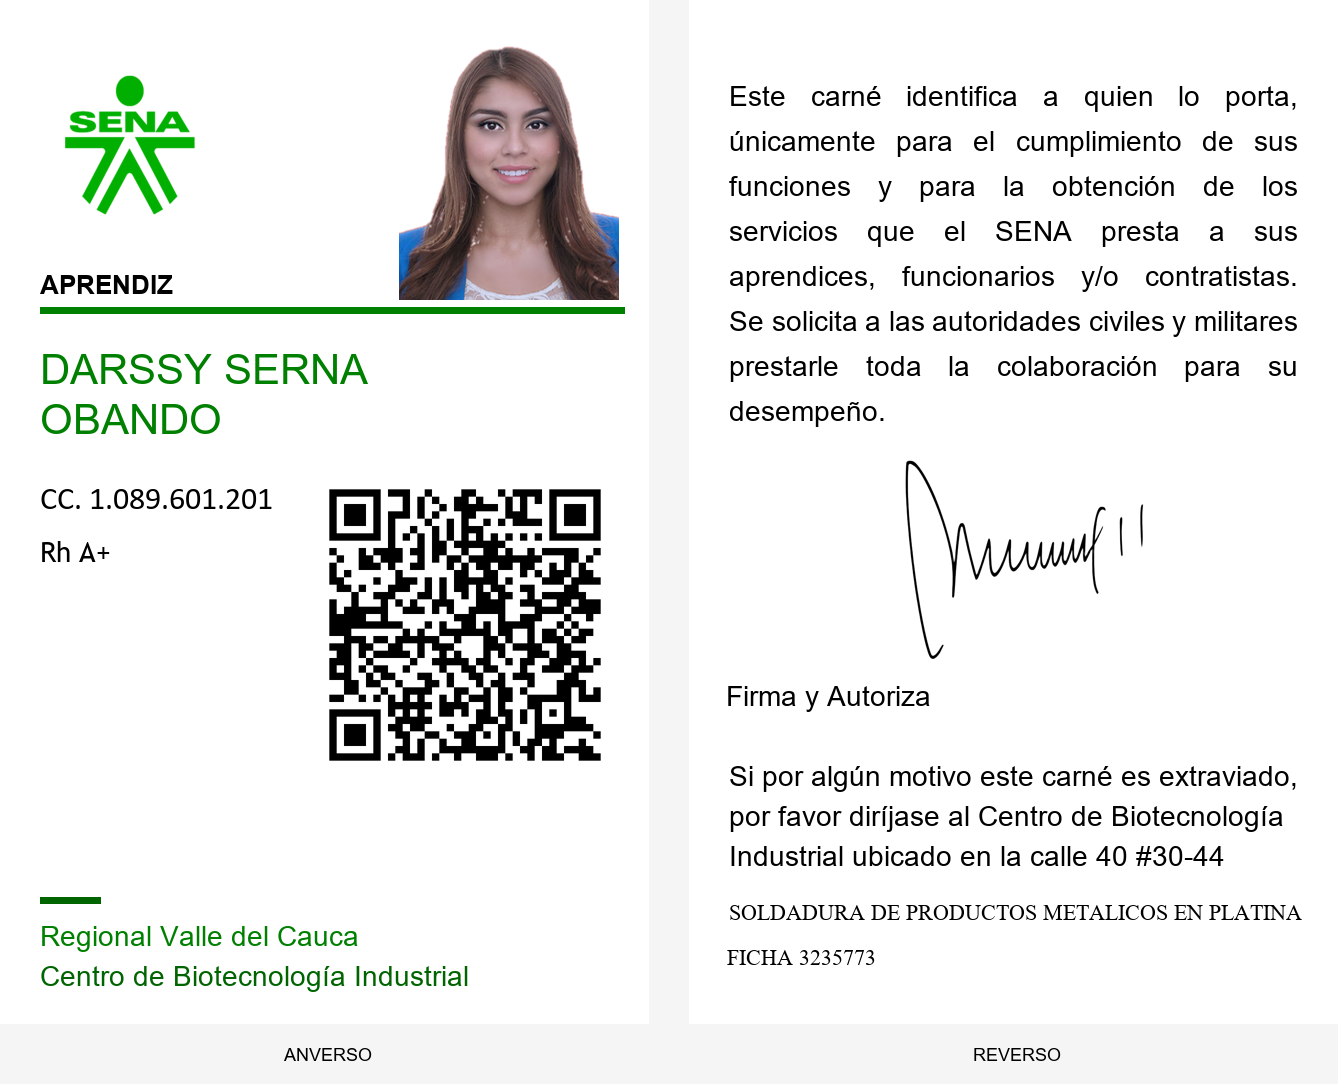 SENA
APRENDIZ
DARSSY SERNA
OBANDO
CC. 1.089.601.201
Rh A+
Regional Valle del Cauca
Centro de Biotecnología Industrial
ANVERSO
Este carné identifica a quien lo porta,
únicamente para el cumplimiento de sus
funciones y para la obtención de los
servicios que el SENA presta a sus
aprendices, funcionarios y/o contratistas.
Se solicita a las autoridades civiles y militares
prestarle toda la colaboración para su
desempeño.
Firma y Autoriza
Si por algún motivo este carné es extraviado,
por favor diríjase al Centro de Biotecnología
Industrial ubicado en la calle 40 #30-44
SOLDADURA DE PRODUCTOS METALICOS EN PLATINA
FICHA 3235773
REVERSO